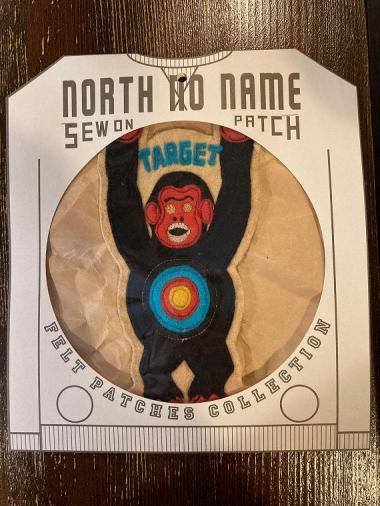 NORTH NO NAME
SEW ON PATCH
TARGET
FELT PATCHES COLLECTION